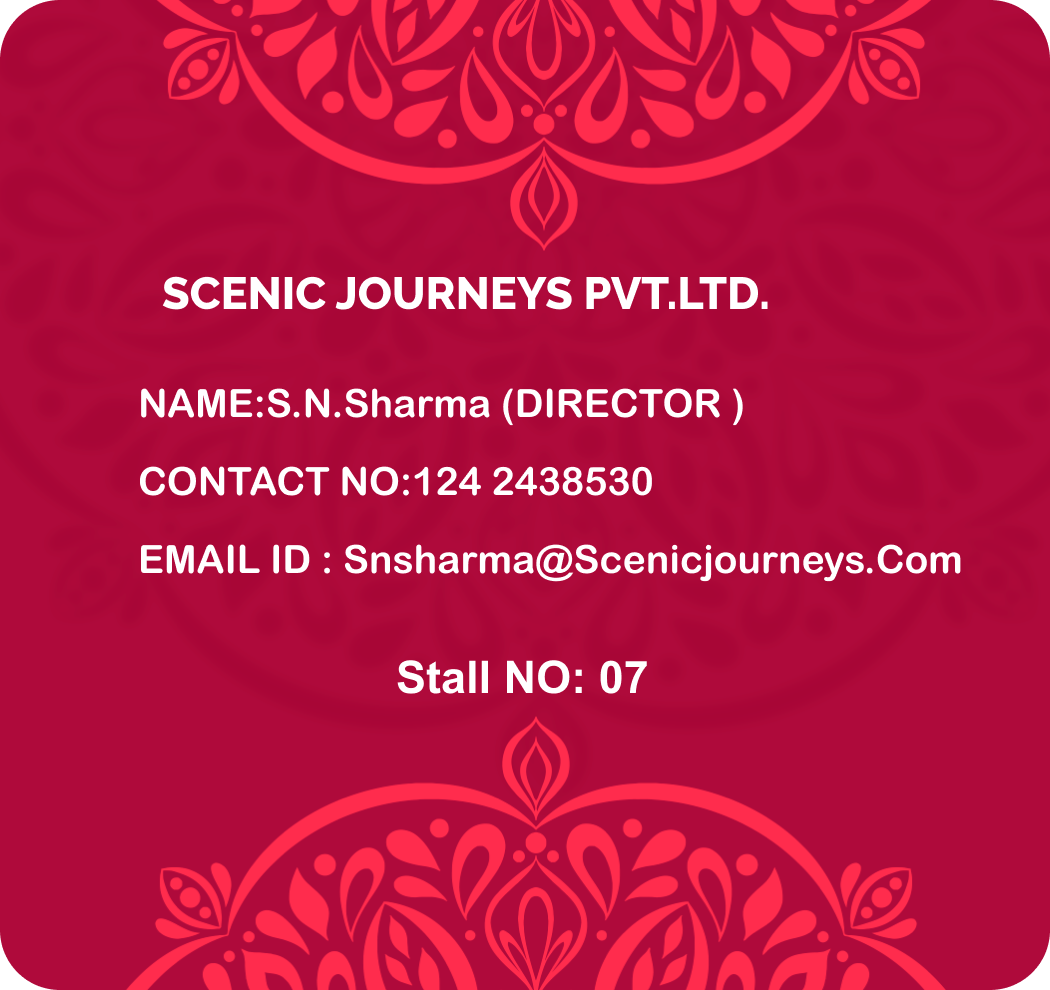 SCENIC JOURNEYS PVT.LTD.
NAME:S.N.Sharma (DIRECTOR )
CONTACT NO:124 2438530
EMAIL ID : Snsharma@Scenicjourneys.Com
Stall NO: 07